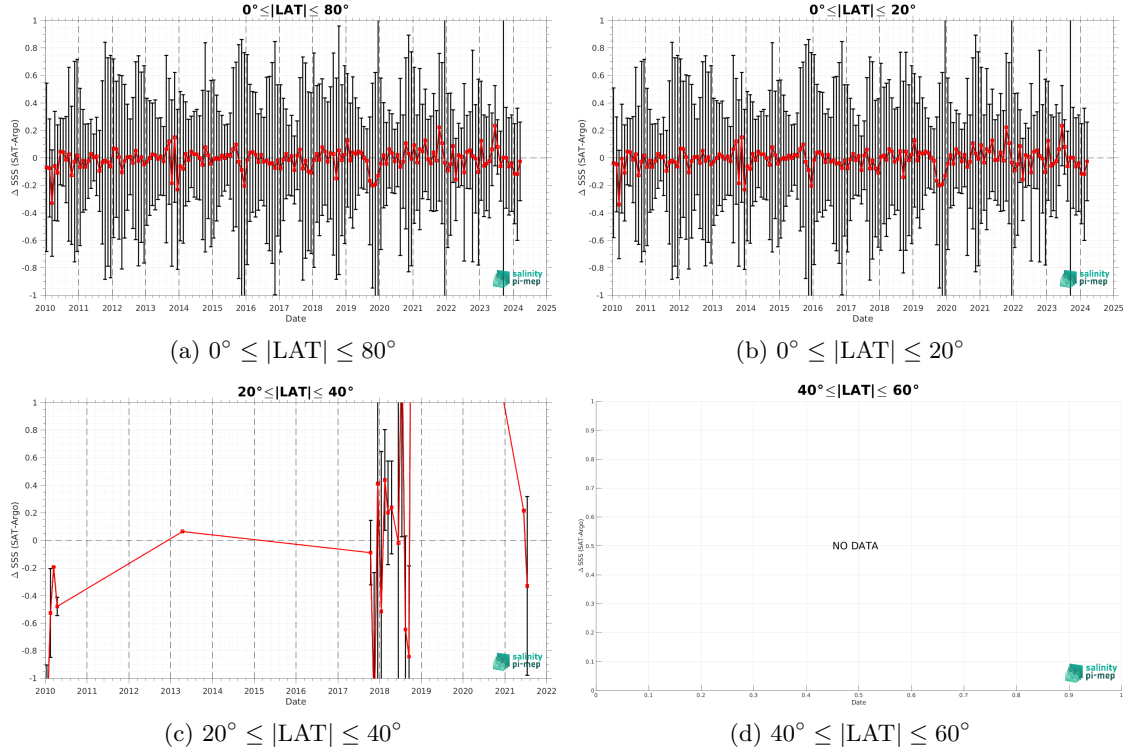 0°≤|LAT|≤ 80°
1
0.8
0.6
0.4
0.2
0
-0.2
-0.4
-0.6
-0.8
-1
Δ SSS (SAT-Argo)
2010 2011 2012 2013 2014 2015 2016 2017 2018 2019 2020 2021 2022 2023 2024 2025
Date
salinity
pi-mep
(a) 0° ≤ |LAT| ≤ 80°
0°≤|LAT|≤ 20°
1
0.8
0.6
0.4
0.2
0
-0.2
-0.4
-0.6
-0.8
-1
Δ SSS (SAT-Argo)
2010 2011 2012 2013 2014 2015 2016 2017 2018 2019 2020 2021 2022 2023 2024 2025
Date
salinity
pi-mep
(b) 0° ≤ |LAT| ≤ 20°
20°≤|LAT|≤ 40°
1
0.8
0.6
0.4
0.2
0
-0.2
-0.4
-0.6
-0.8
-1
Δ SSS (SAT-Argo)
2010 2011 2012 2013 2014 2015 2016 2017 2018 2019 2020 2021 2022
Date
salinity
pi-mep
(c) 20° ≤ |LAT| ≤ 40°
40°≤|LAT|≤ 60°
1
0.9
0.8
0.7
0.6
0.5
0.4
0.3
0.2
0.1
0
Δ SSS (SAT-Argo)
NO DATA
0 0.1 0.2 0.3 0.4 0.5 0.6 0.7 0.8 0.9 1
Date
salinity
pi-mep
(d) 40° ≤ |LAT| ≤ 60°